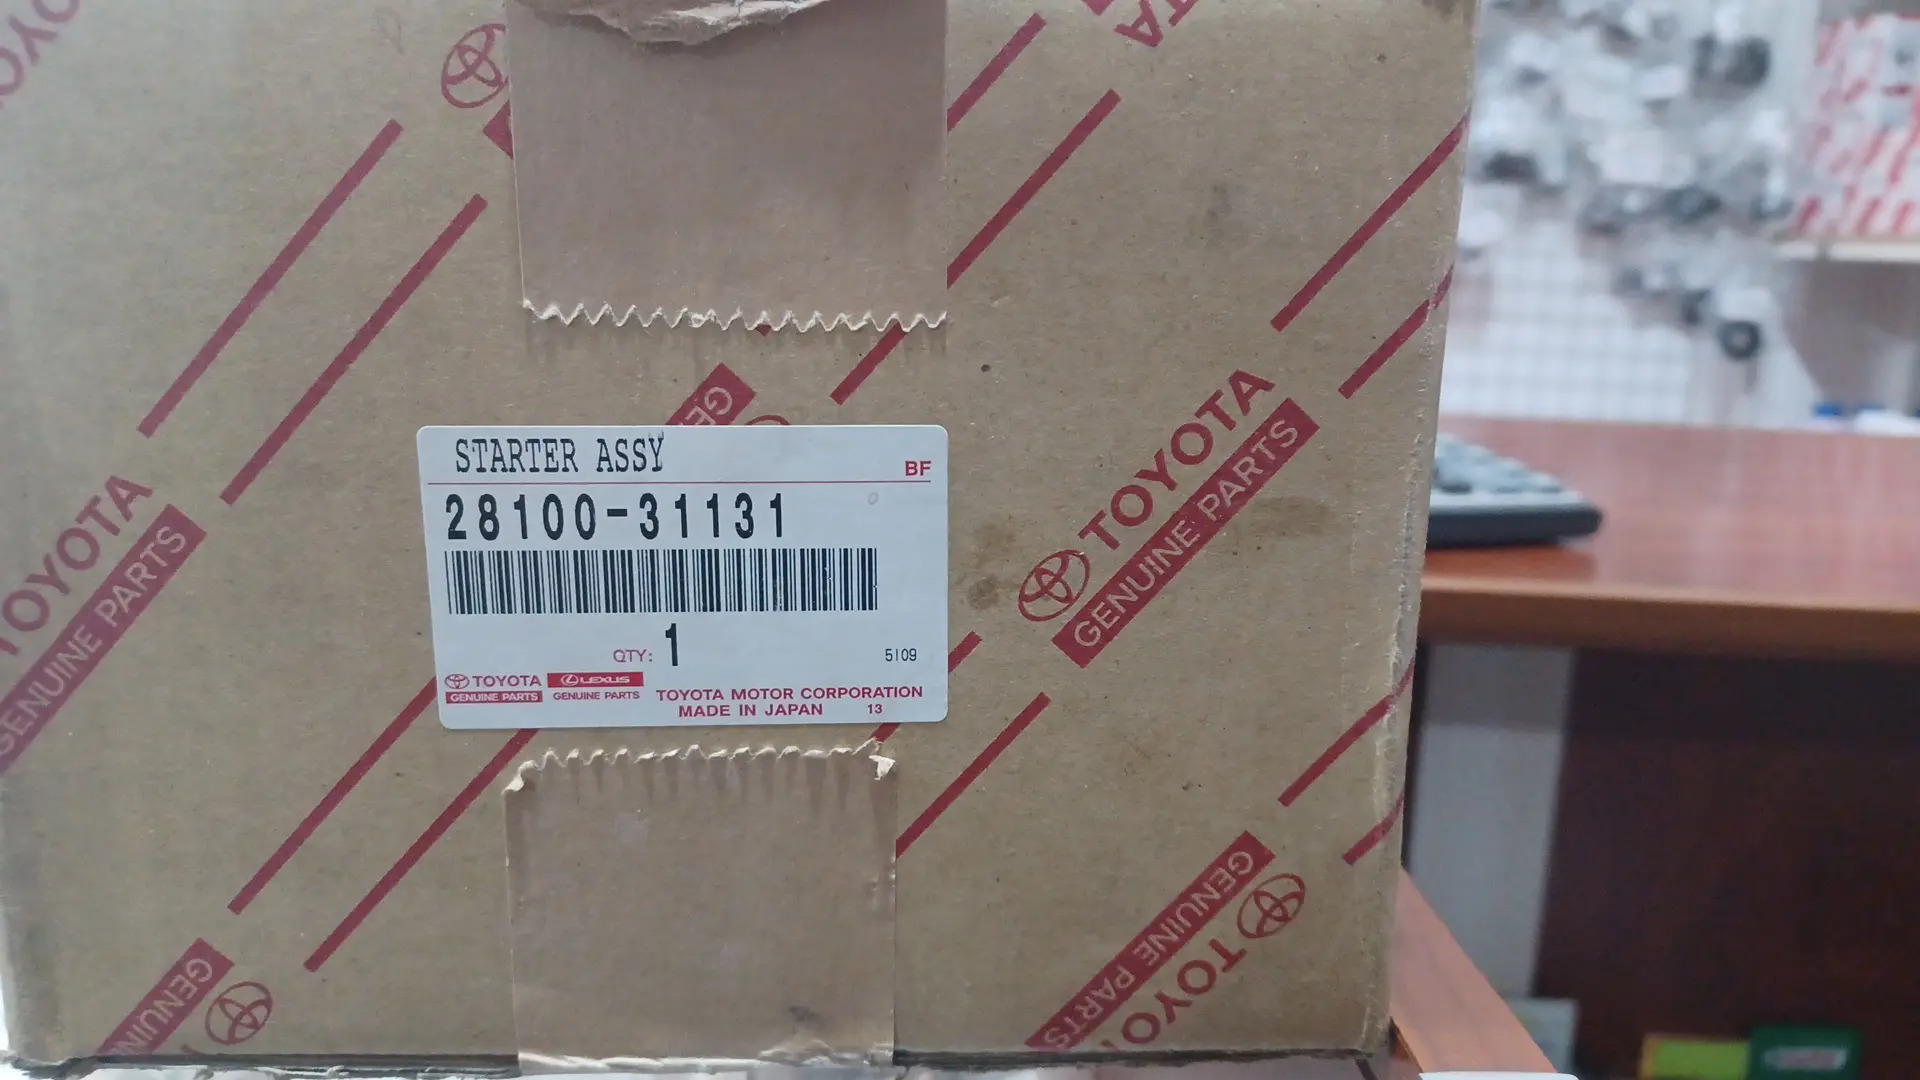 STARTER ASSY
BF
28100-31131
QTY: 1
5109
TOYOTA LEXUS
GENUINE PARTS GENUINE PARTS
TOYOTA MOTOR CORPORATION
MADE IN JAPAN 13
TOYOTA
GENUINE PARTS
TOYOTA
GENUINE PARTS
GENUINE PARTS